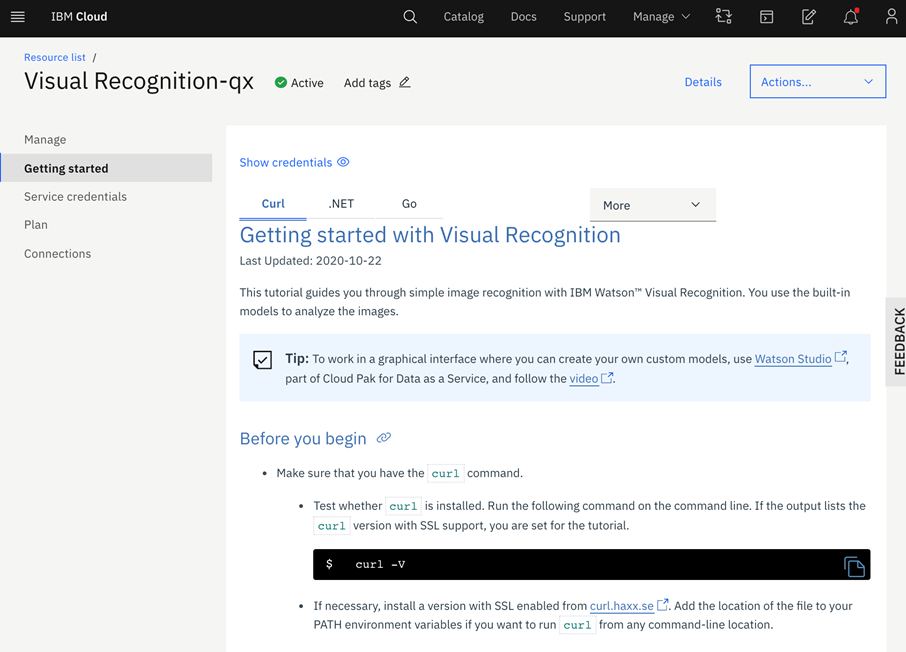 IBM Cloud
Catalog
Docs
Support
Manage
Resource list /
Visual Recognition-qx
Active
Add tags
Details
Actions...
Manage
Getting started
Service credentials
Plan
Connections
Show credentials
Curl
.NET
Go
More
Getting started with Visual Recognition
Last Updated: 2020-10-22
This tutorial guides you through simple image recognition with IBM Watson™ Visual Recognition. You use the built-in
models to analyze the images.
Tip: To work in a graphical interface where you can create your own custom models, use Watson Studio,
part of Cloud Pak for Data as a Service, and follow the video.
Before you begin
• Make sure that you have the curl command.
• Test whether curl is installed. Run the following command on the command line. If the output lists the
curl version with SSL support, you are set for the tutorial.
$ curl -V
• If necessary, install a version with SSL enabled from curl.haxx.se. Add the location of the file to your
PATH environment variables if you want to run curl from any command-line location.
FEEDBACK